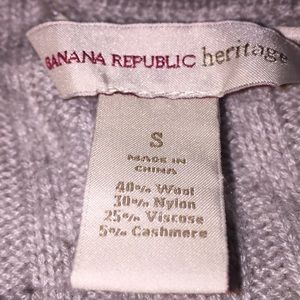 BANANA REPUBLIC heritage
S
MADE IN
CHINA
40% Wool
30% Nylon
25% Viscose
5% Cashmere